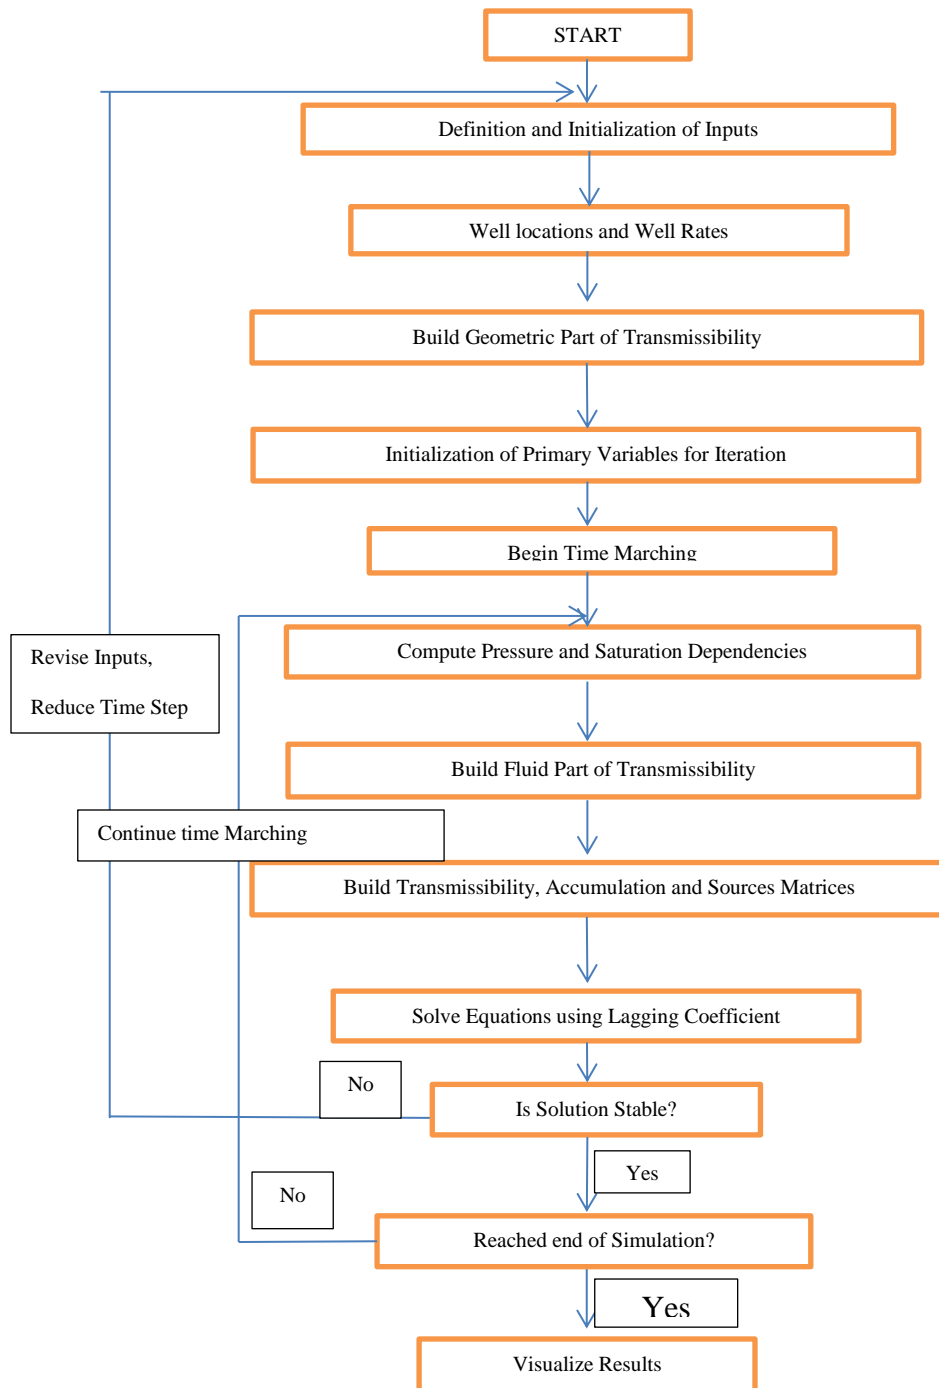 START
Definition and Initialization of Inputs
Well locations and Well Rates
Build Geometric Part of Transmissibility
Initialization of Primary Variables for Iteration
Begin Time Marching
Revise Inputs,
Reduce Time Step
Compute Pressure and Saturation Dependencies
Build Fluid Part of Transmissibility
Continue time Marching
Build Transmissibility, Accumulation and Sources Matrices
Solve Equations using Lagging Coefficient
No
Is Solution Stable?
Yes
No
Reached end of Simulation?
Yes
Visualize Results